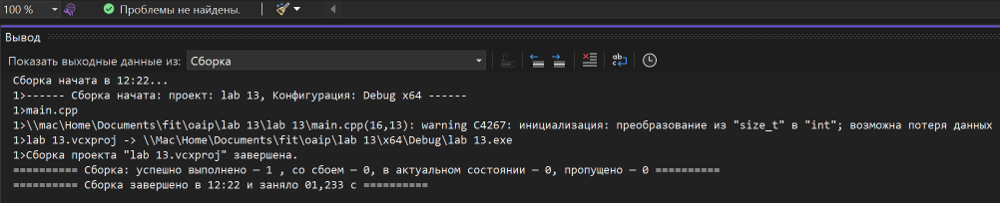 100 %
Проблемы не найдены.
Вывод
Показать выходные данные из: Сборка
Сборка начата в 12:22...
1>------ Сборка начата: проект: lab 13, Конфигурация: Debug x64 ------
1>main.cpp
1>\\mac\Home\Documents\fit\oaip\lab 13\lab 13\main.cpp(16,13): warning C4267: инициализация: преобразование из "size_t" в "int"; возможна потеря данных
1>lab 13.vcxproj -> \\Mac\Home\Documents\fit\oaip\lab 13\x64\Debug\lab 13.exe
1>Сборка проекта "lab 13.vcxproj" завершена.
========== Сборка: успешно выполнено — 1 , со сбоем — 0, в актуальном состоянии — 0, пропущено — 0 ==========
========== Сборка завершено в 12:22 и заняло 01,233 с ==========